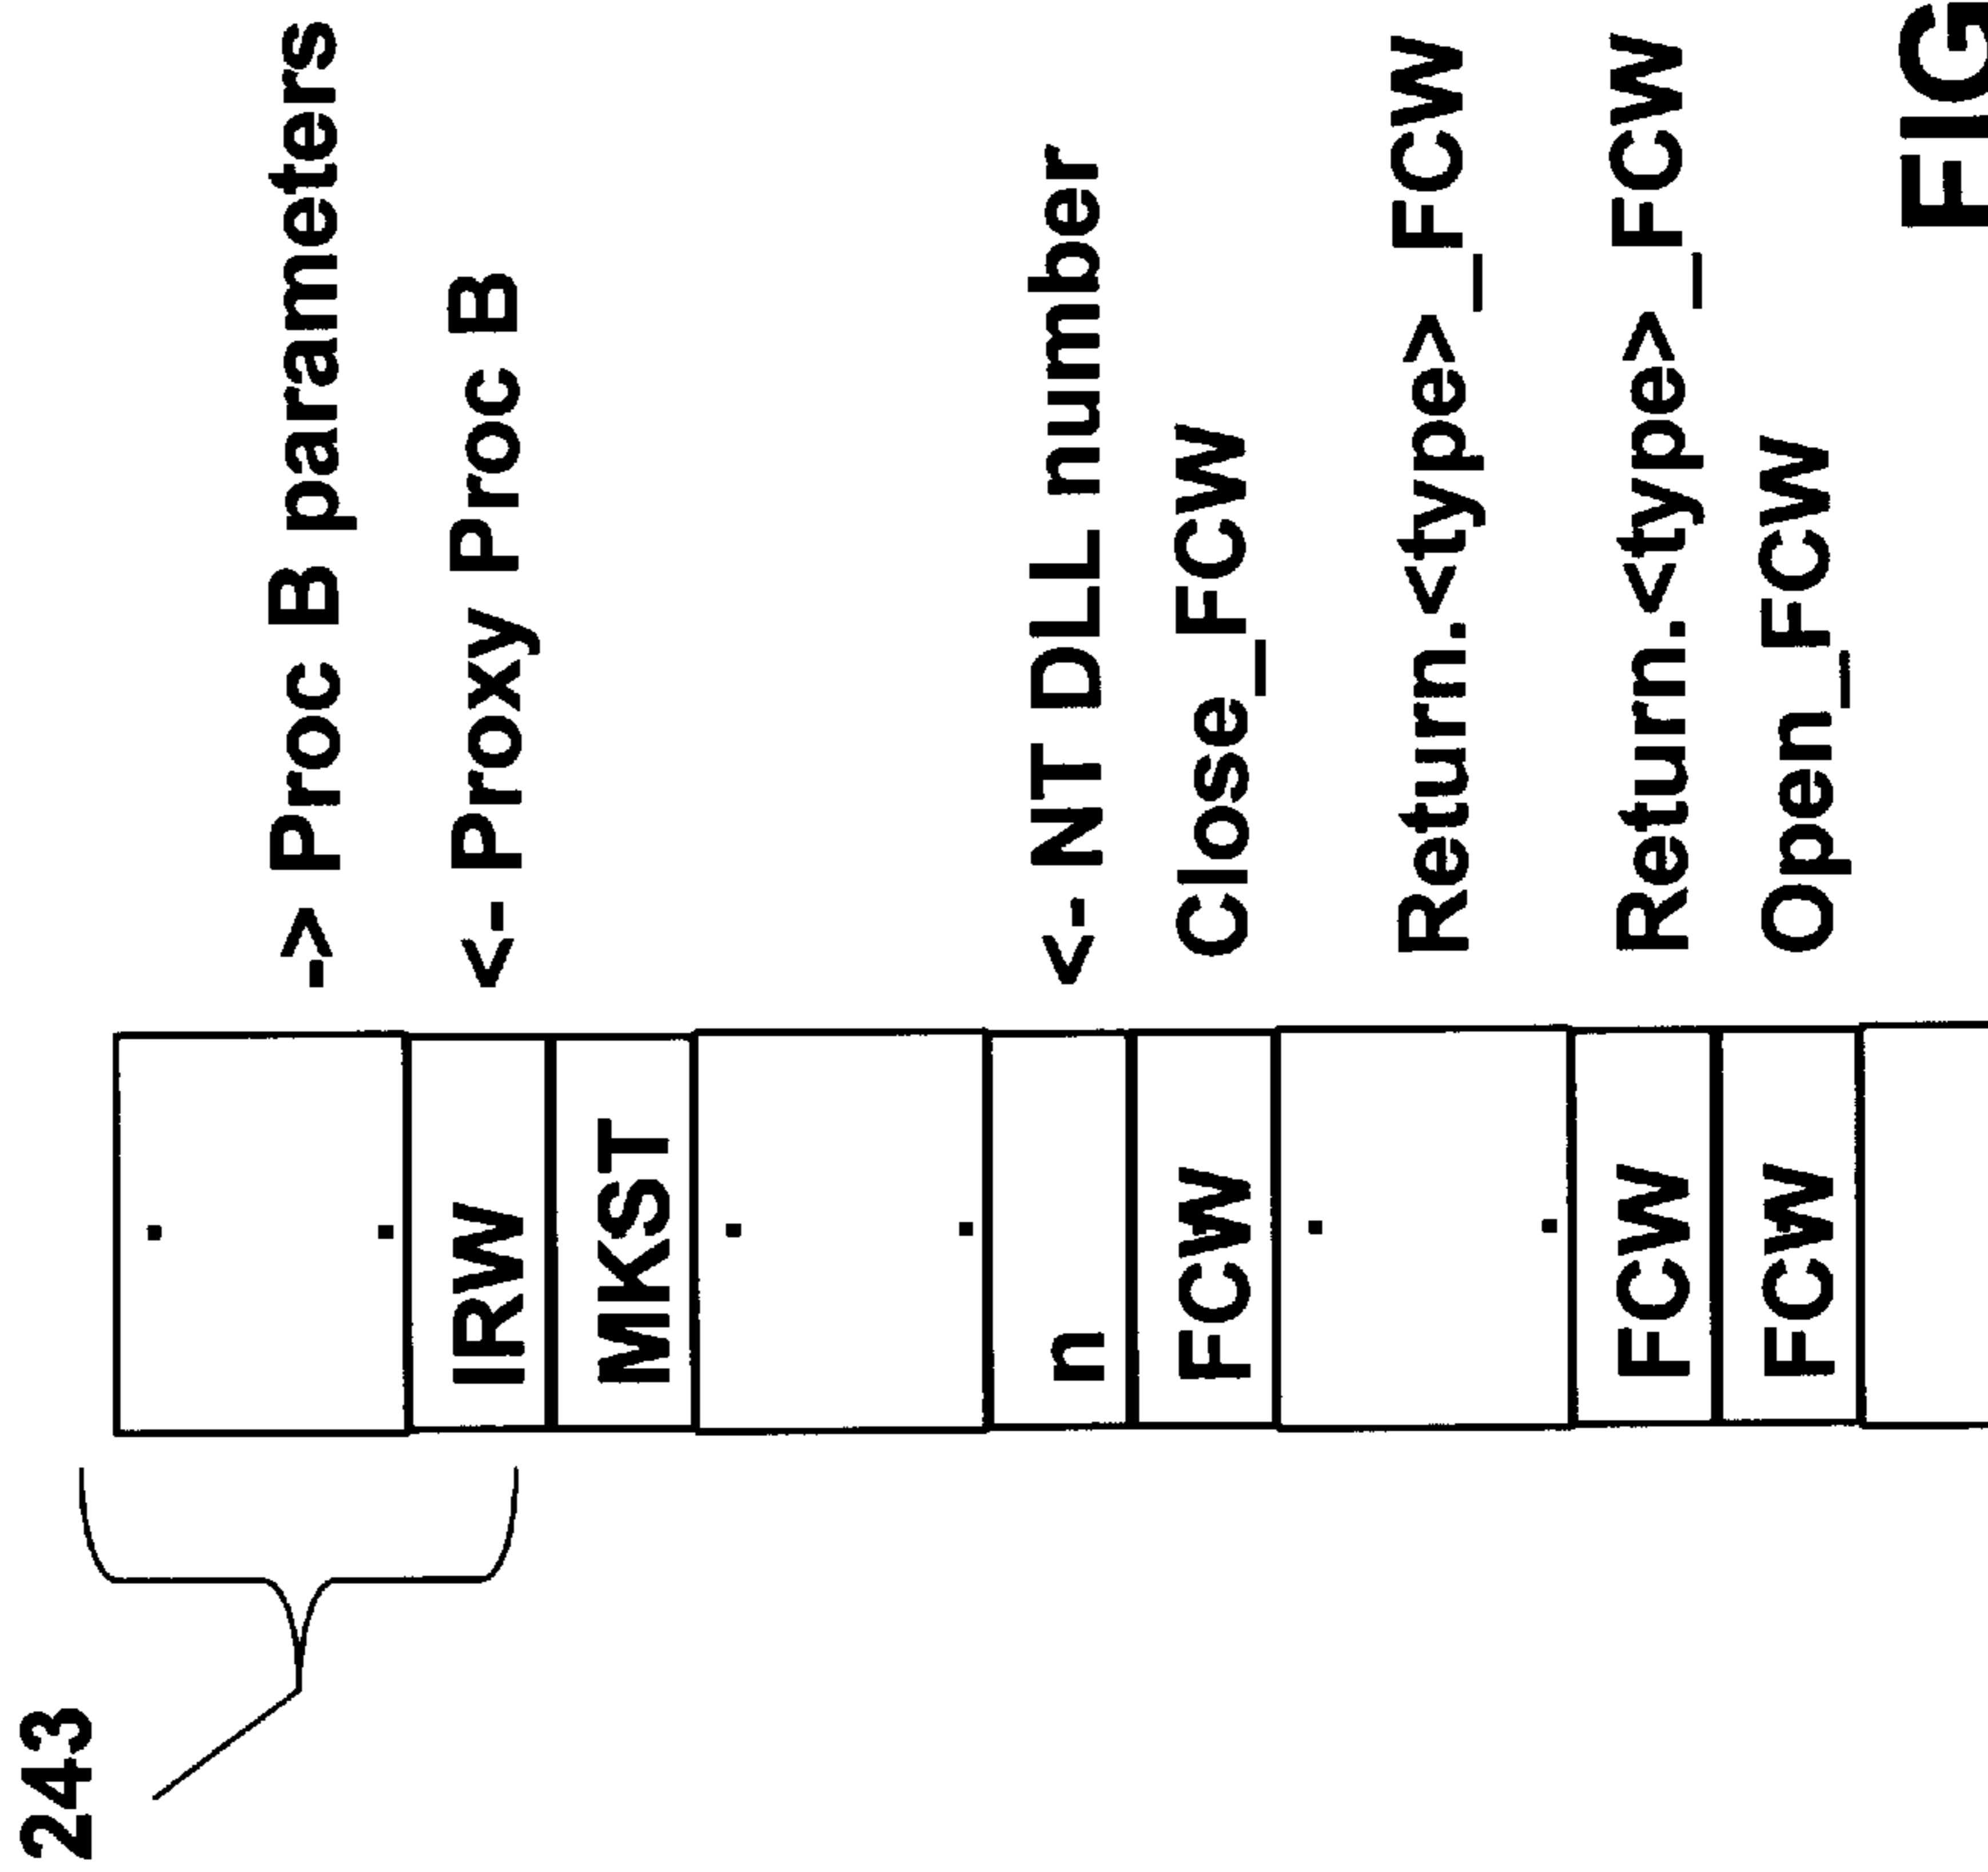 243
-> Proc B parameters
IRW <- Proxy Proc B
MKST
n <- NT DLL number
FCW Close_FCW
Return.<type>_FCW
FCW Return.<type>_FCW
FCW Open_FCW
FIG